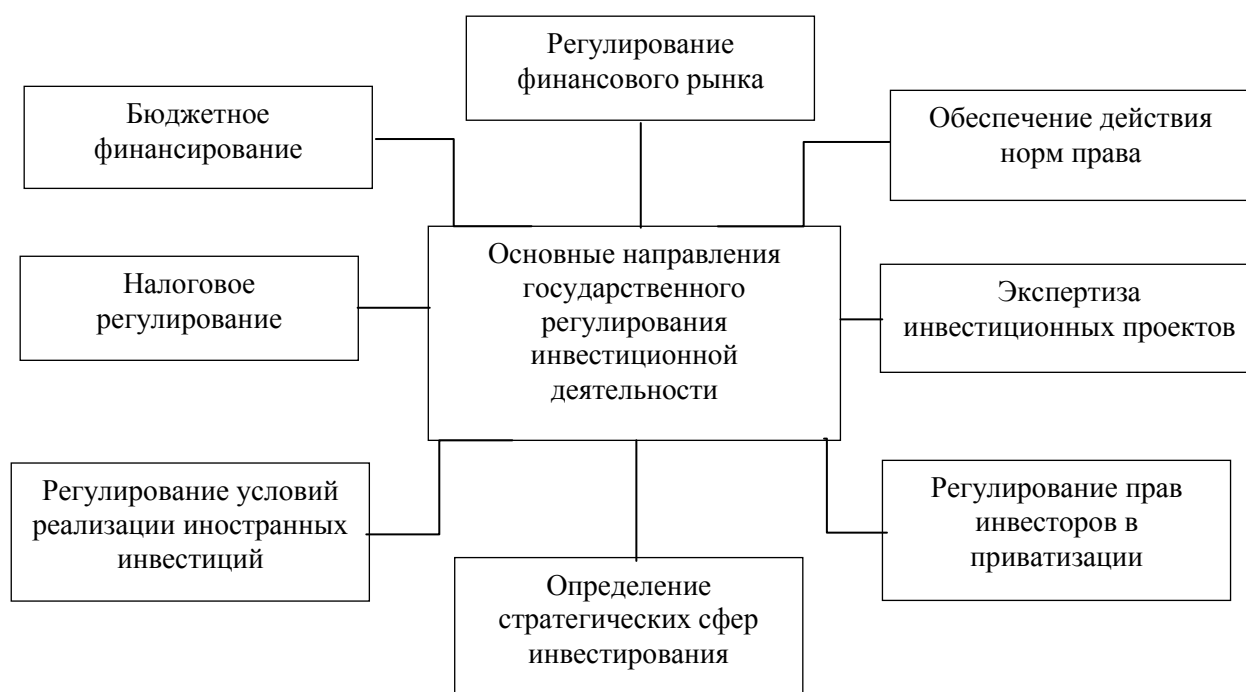 Регулирование
финансового рынка
Бюджетное
финансирование
Обеспечение действия
норм права
Основные направления
государственного
регулирования
инвестиционной
деятельности
Налоговое
регулирование
Экспертиза
инвестиционных проектов
Регулирование условий
реализации иностранных
инвестиций
Регулирование прав
инвесторов в
приватизации
Определение
стратегических сфер
инвестирования